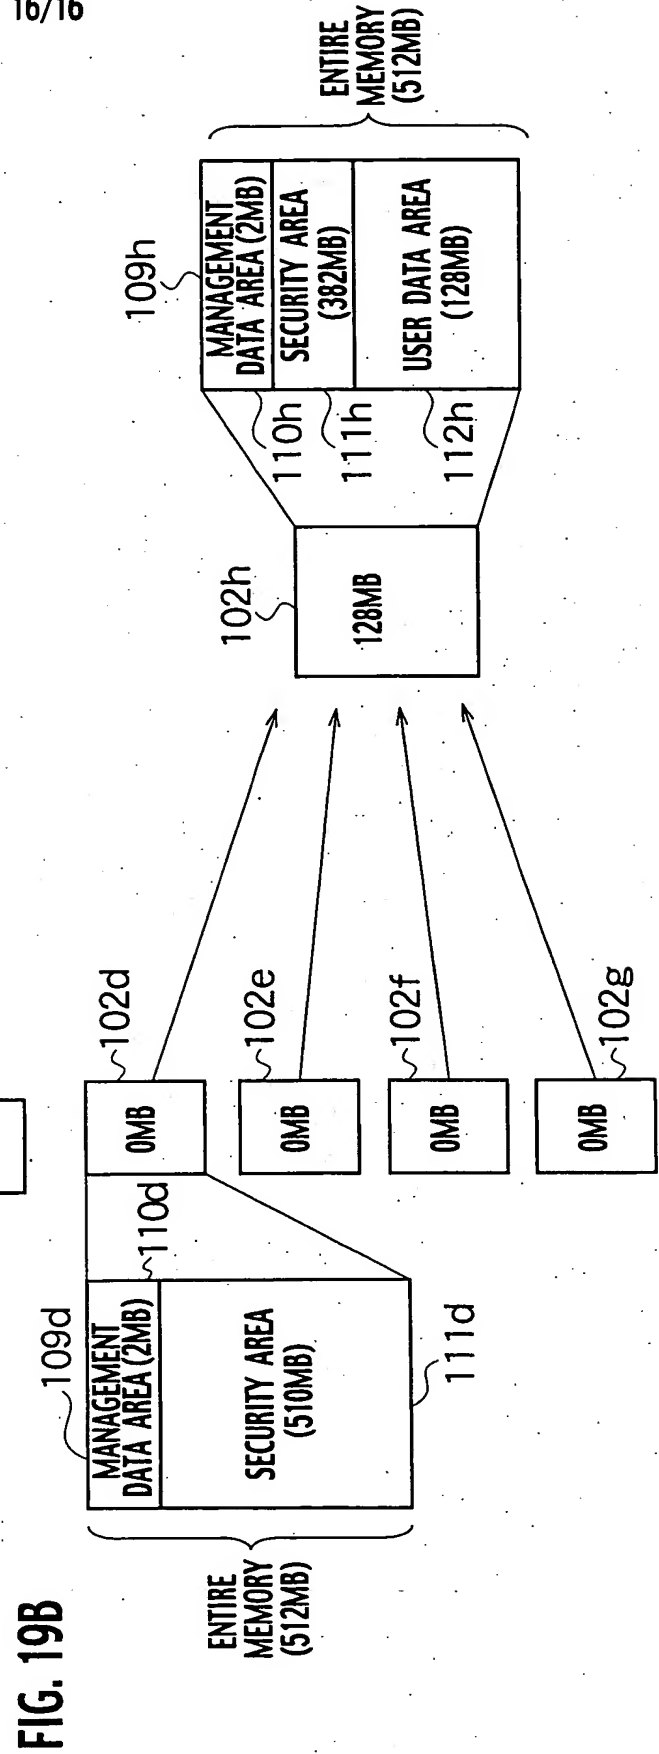 16/16
FIG. 19B
ENTIRE
MEMORY
(512MB)
109d
MANAGEMENT
DATA AREA (2MB)
110d
SECURITY AREA
(510MB)
111d
0MB
102d
0MB
102e
0MB
102f
0MB
102g
102h
128MB
109h
MANAGEMENT
DATA AREA (2MB)
110h
SECURITY AREA
(382MB)
111h
USER DATA AREA
(128MB)
112h
ENTIRE
MEMORY
(512MB)